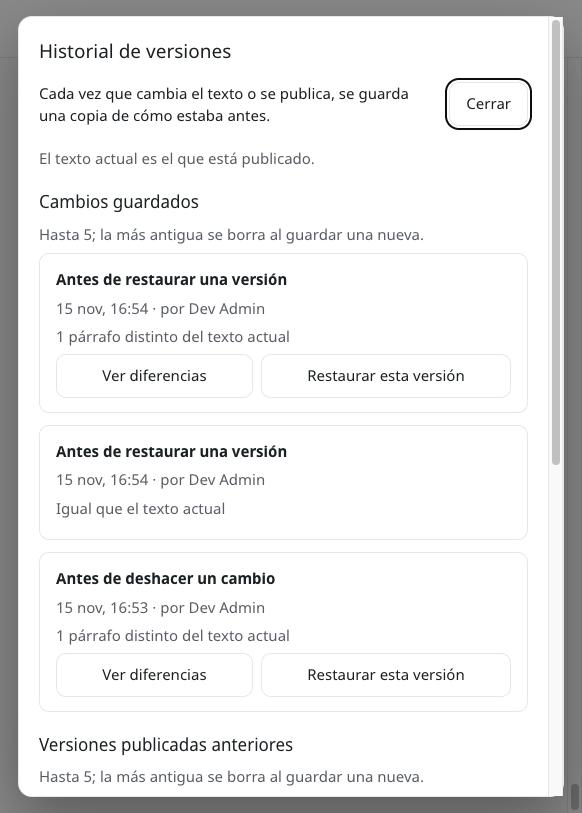 Historial de versiones
Cada vez que cambia el texto o se publica, se guarda
una copia de cómo estaba antes.
Cerrar
El texto actual es el que está publicado.
Cambios guardados
Hasta 5; la más antigua se borra al guardar una nueva.
Antes de restaurar una versión
15 nov, 16:54 · por Dev Admin
1 párrafo distinto del texto actual
Ver diferencias
Restaurar esta versión
Antes de restaurar una versión
15 nov, 16:54 · por Dev Admin
Igual que el texto actual
Antes de deshacer un cambio
15 nov, 16:53 · por Dev Admin
1 párrafo distinto del texto actual
Ver diferencias
Restaurar esta versión
Versiones publicadas anteriores
Hasta 5; la más antigua se borra al guardar una nueva.